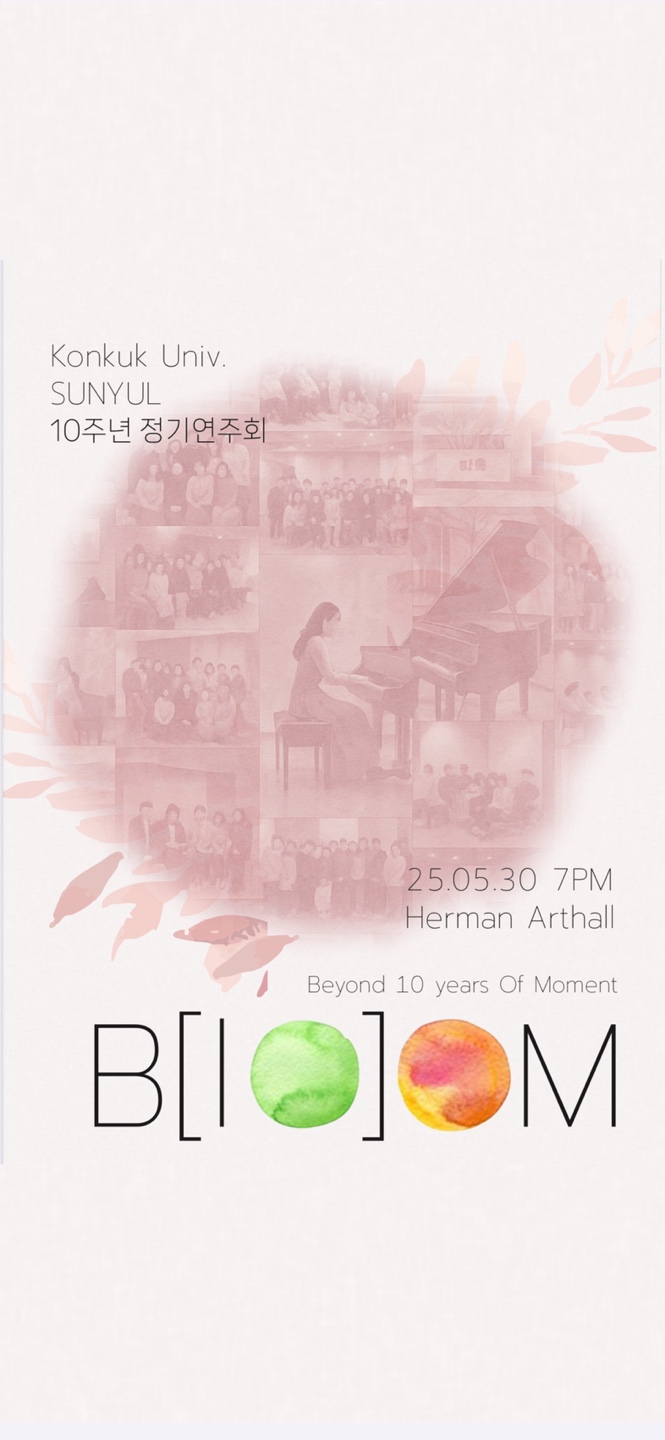 Konkuk Univ.
SUNYUL
10주년 정기연주회
25.05.30 7PM
Herman Arthall
Beyond 10 years Of Moment
B[lO]OM